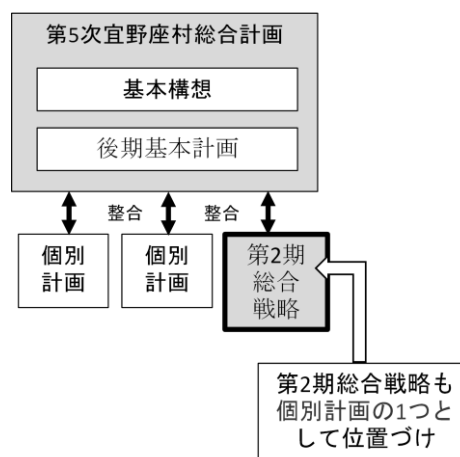 第5次宜野座村総合計画
基本構想
後期基本計画
整合
整合
個別
計画
個別
計画
第2期
総合
戦略
第2期総合戦略も
個別計画の1つと
して位置づけ